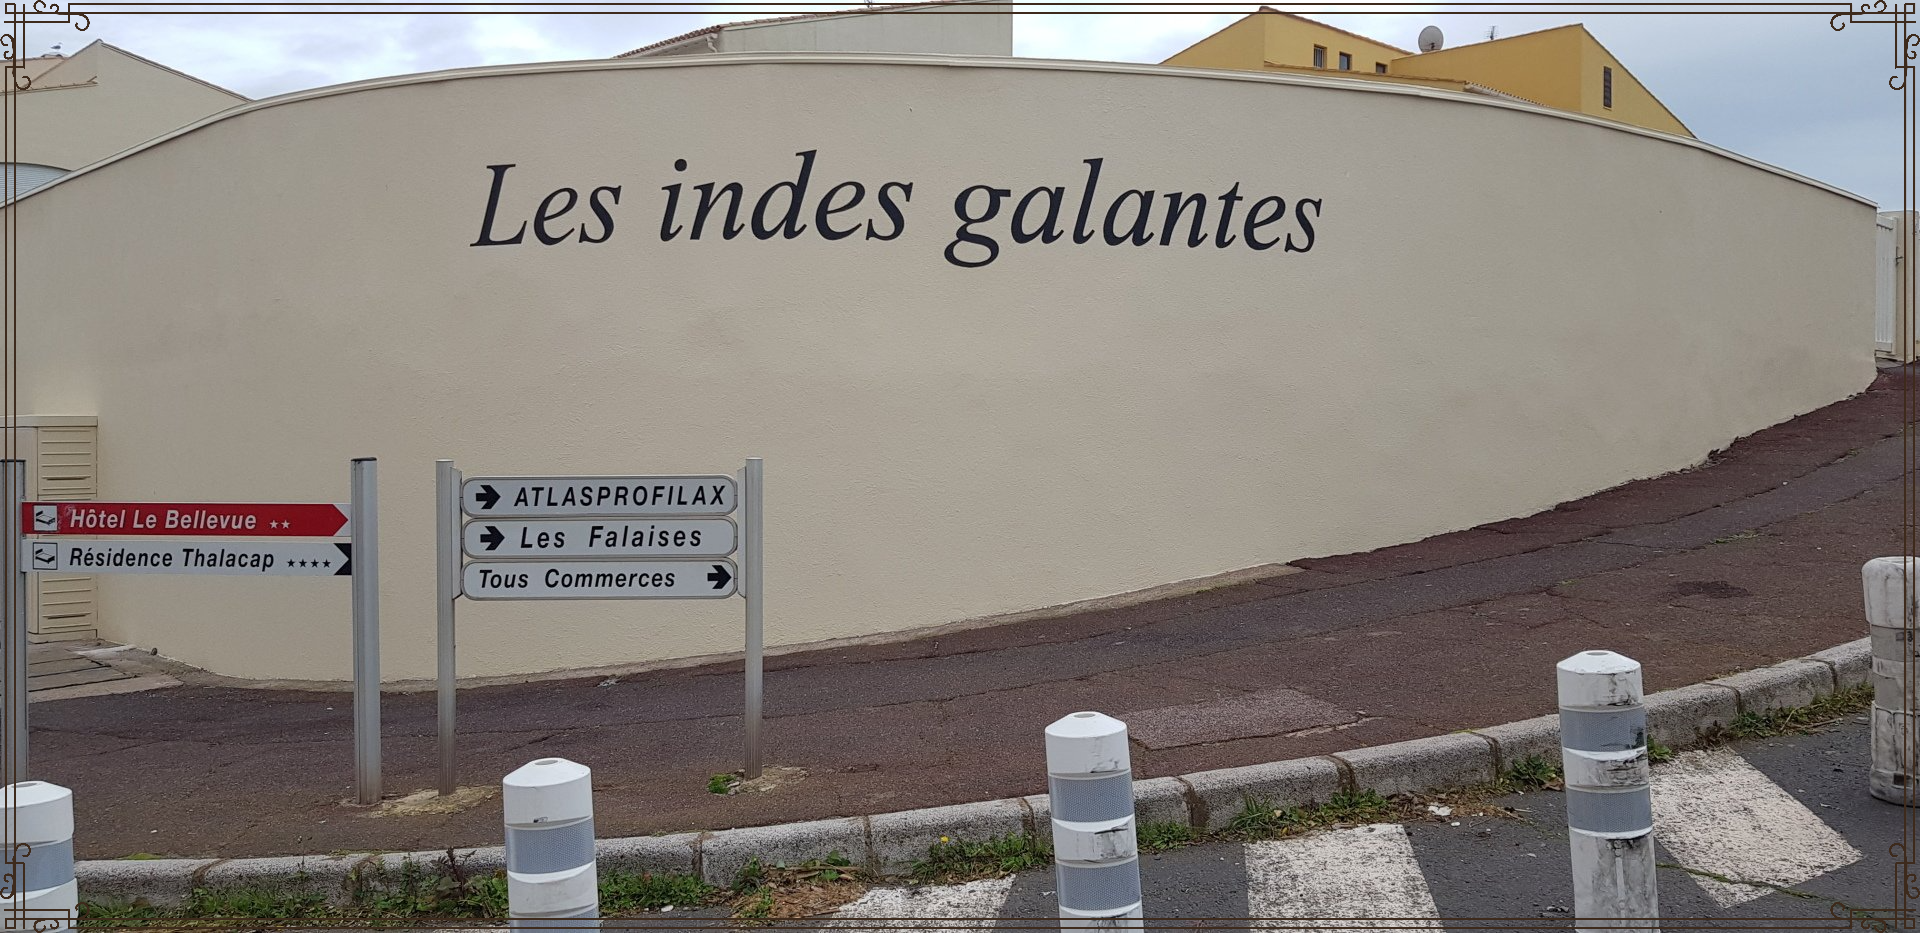 Les indes galantes
Hôtel Le Bellevue ★★
Résidence Thalacap ★★★★
ATLASPROFILAX
Les Falaises
Tous Commerces